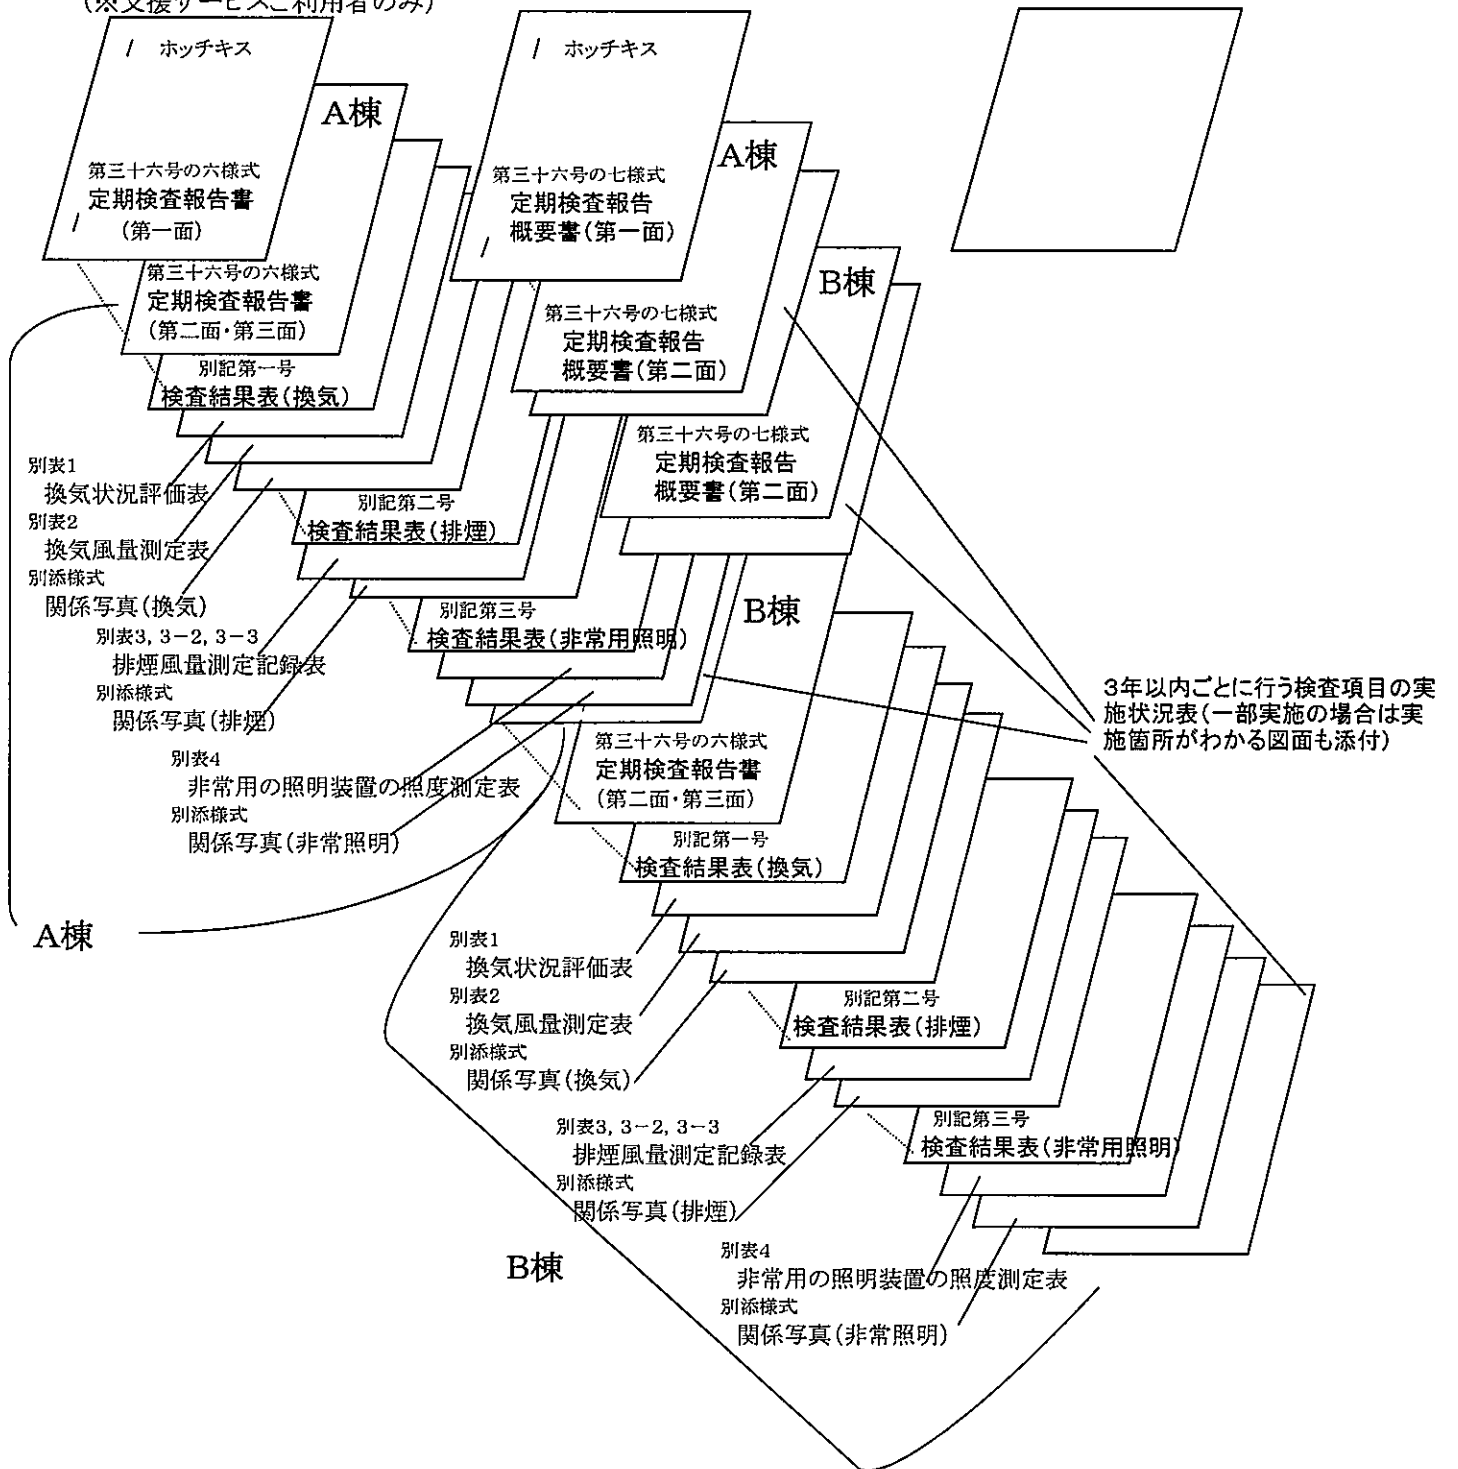 (※支援サービスご利用者のみ)
ホッチキス
A棟
第三十六号の六様式
定期検査報告書
(第一面)
第三十六号の六様式
定期検査報告書
(第二面・第三面)
別記第一号
検査結果表(換気)
別表1
換気状況評価表
別表2
換気風量測定表
別添様式
関係写真(換気)
別記第二号
検査結果表(排煙)
別表3, 3-2, 3-3
排煙風量測定記録表
別添様式
関係写真(排煙)
別記第三号
検査結果表(非常用照明)
別表4
非常用の照明装置の照度測定表
別添様式
関係写真(非常照明)
A棟
ホッチキス
A棟
第三十六号の七様式
定期検査報告
概要書(第一面)
第三十六号の七様式
定期検査報告
概要書(第二面)
B棟
第三十六号の七様式
定期検査報告
概要書(第二面)
B棟
第三十六号の六様式
定期検査報告書
(第二面・第三面)
別記第一号
検査結果表(換気)
別表1
換気状況評価表
別表2
換気風量測定表
別添様式
関係写真(換気)
別記第二号
検査結果表(排煙)
別表3, 3-2, 3-3
排煙風量測定記録表
別添様式
関係写真(排煙)
別記第三号
検査結果表(非常用照明)
別表4
非常用の照明装置の照度測定表
別添様式
関係写真(非常照明)
B棟
3年以内ごとに行う検査項目の実
施状況表(一部実施の場合は実
施箇所がわかる図面も添付)